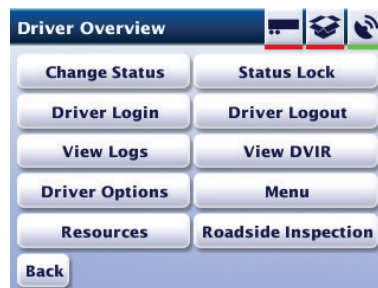 Driver Overview
Change Status
Status Lock
Driver Login
Driver Logout
View Logs
View DVIR
Driver Options
Menu
Resources
Roadside Inspection
Back